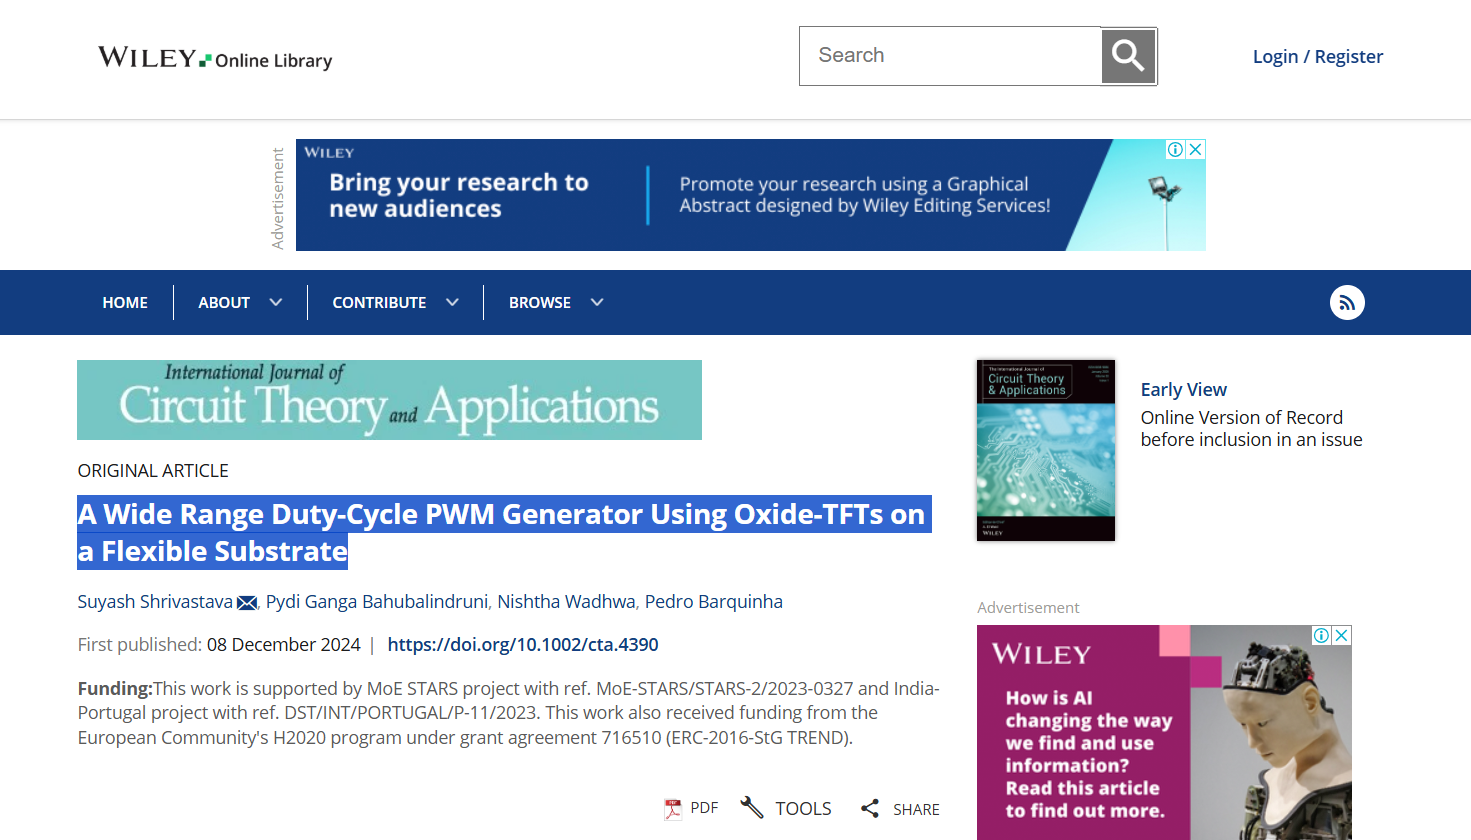 WILEY Online Library
Search
Login / Register
Advertisement
WILEY
Bring your research to
new audiences
Promote your research using a Graphical
Abstract designed by Wiley Editing Services!
HOME
ABOUT
CONTRIBUTE
BROWSE
International Journal of
Circuit Theory and Applications
ORIGINAL ARTICLE
A Wide Range Duty-Cycle PWM Generator Using Oxide-TFTs on
a Flexible Substrate
Suyash Shrivastava, Pydi Ganga Bahubalindruni, Nishtha Wadhwa, Pedro Barquinha
First published: 08 December 2024 | https://doi.org/10.1002/cta.4390
Funding:This work is supported by MoE STARS project with ref. MoE-STARS/STARS-2/2023-0327 and India-
Portugal project with ref. DST/INT/PORTUGAL/P-11/2023. This work also received funding from the
European Community's H2020 program under grant agreement 716510 (ERC-2016-StG TREND).
PDF
TOOLS
SHARE
Circuit Theory
& Applications
WILEY
Early View
Online Version of Record
before inclusion in an issue
Advertisement
WILEY
How is AI
changing the way
we find and use
information?
Read this article
to find out more.